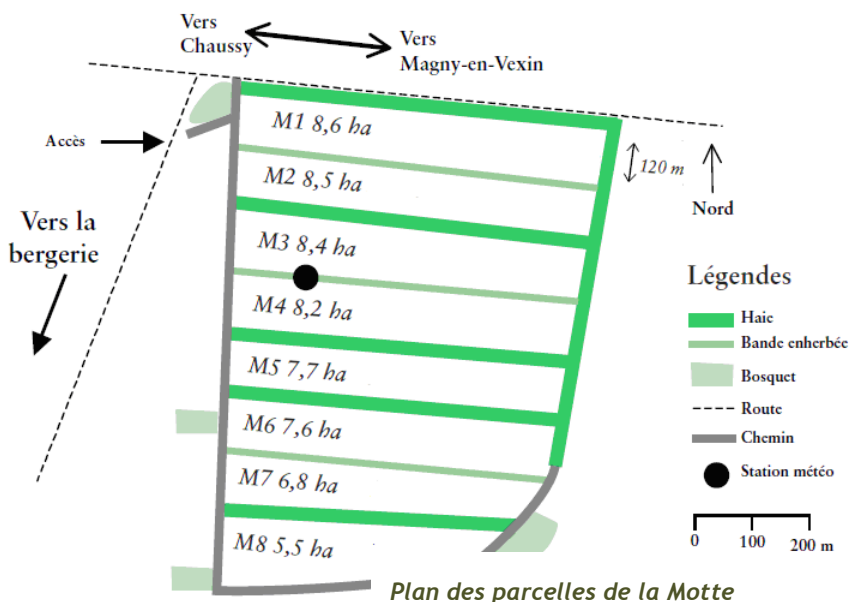 Vers
Chaussy
Vers
Magny-en-Vexin
Accès
Vers la
bergerie
M1 8,6 ha
M2 8,5 ha
M3 8,4 ha
M4 8,2 ha
M5 7,7 ha
M6 7,6 ha
M7 6,8 ha
M8 5,5 ha
120 m
Nord
Légendes
Haie
Bande enherbée
Bosquet
Route
Chemin
Station météo
0 100 200 m
Plan des parcelles de la Motte